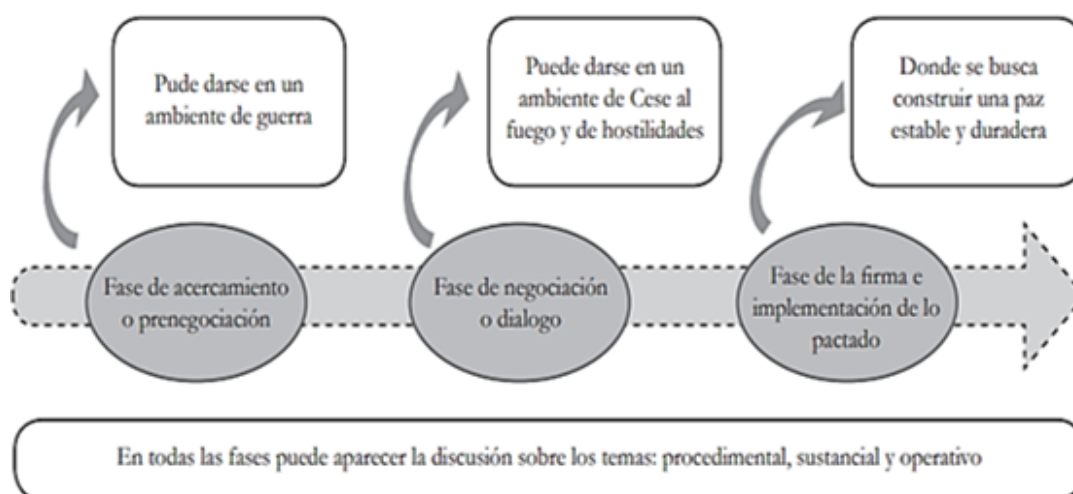 Pude darse en un
ambiente de guerra
Puede darse en un
ambiente de Cese al
fuego y de hostilidades
Donde se busca
construir una paz
estable y duradera
Fase de acercamiento
o prenegociación
Fase de negociación
o dialogo
Fase de la firma e
implementación de lo
pactado
En todas las fases puede aparecer la discusión sobre los temas: procedimental, sustancial y operativo